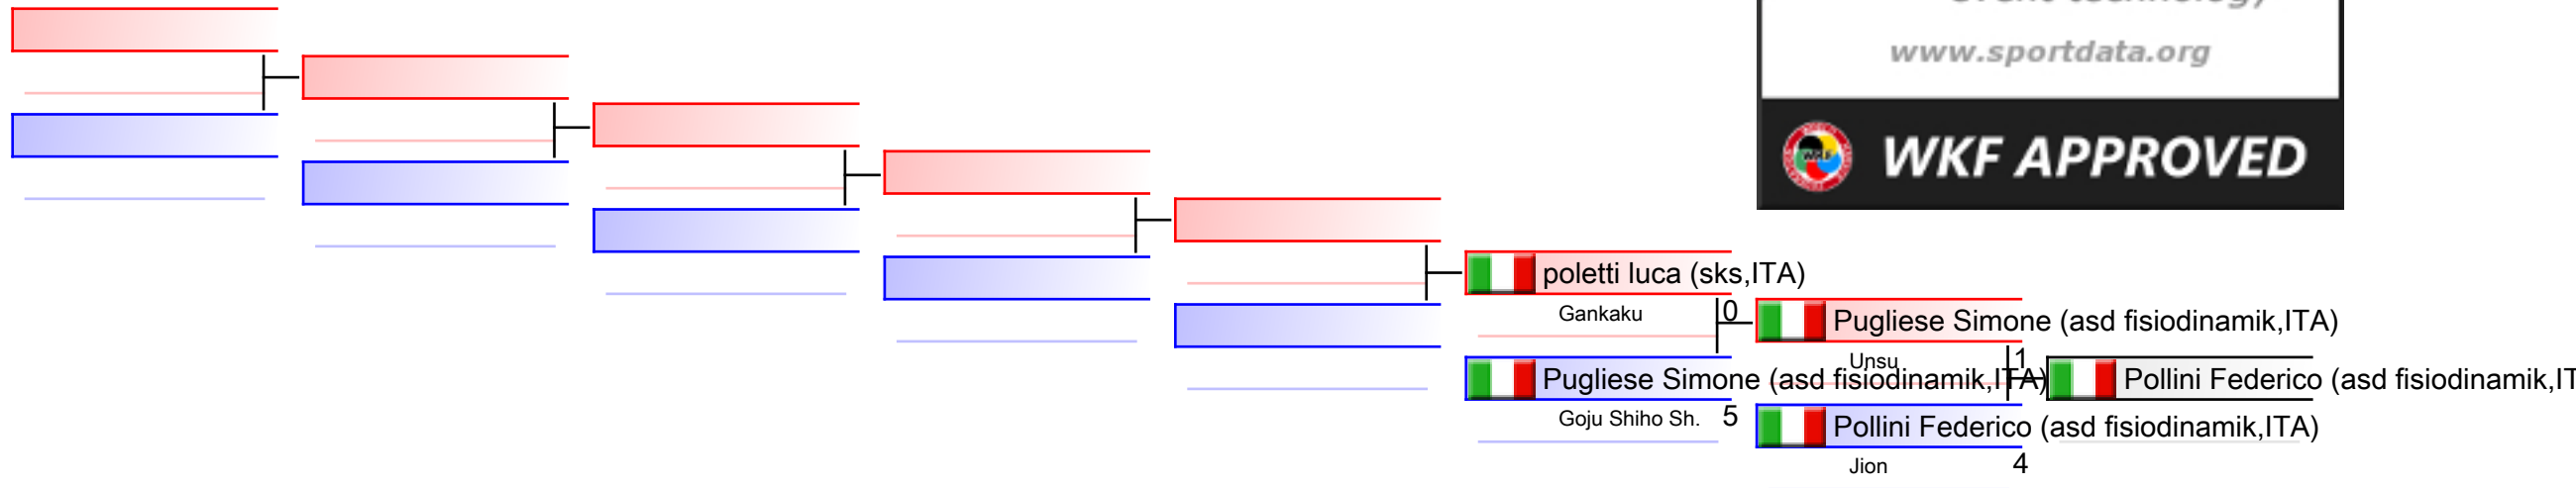 event technology
www.sportdata.org
WKF APPROVED
poletti luca (sks,ITA)
Gankaku
0
Pugliese Simone (asd fisiodinamik,ITA)
Goju Shiho Sh.
5
Pugliese Simone (asd fisiodinamik,ITA)
Unsu
1
Pollini Federico (asd fisiodinamik,ITA)
Jion
4
Pollini Federico (asd fisiodinamik,IT